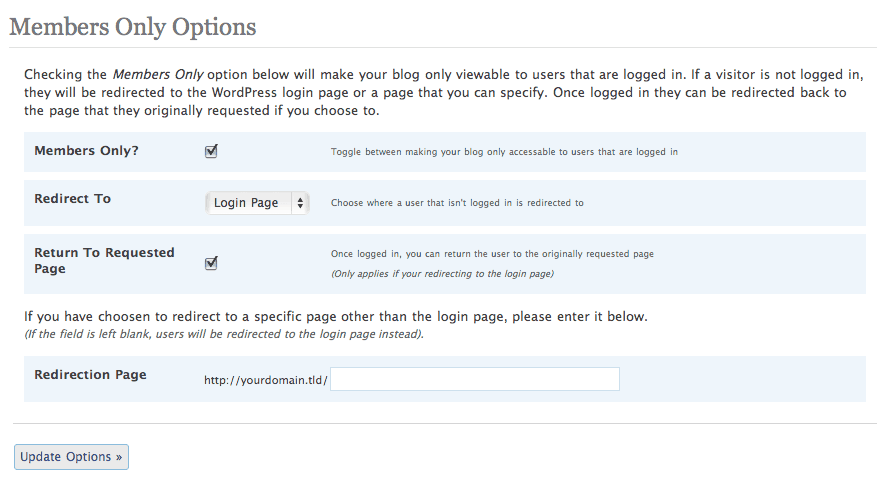 Members Only Options
Checking the Members Only option below will make your blog only viewable to users that are logged in. If a visitor is not logged in,
they will be redirected to the WordPress login page or a page that you can specify. Once logged in they can be redirected back to
the page that they originally requested if you choose to.
Members Only?
Toggle between making your blog only accessable to users that are logged in
Redirect To
Login Page
Choose where a user that isn't logged in is redirected to
Return To Requested
Page
Once logged in, you can return the user to the originally requested page
(Only applies if your redirecting to the login page)
If you have choosen to redirect to a specific page other than the login page, please enter it below.
(If the field is left blank, users will be redirected to the login page instead).
Redirection Page
http://yourdomain.tld/
Update Options »